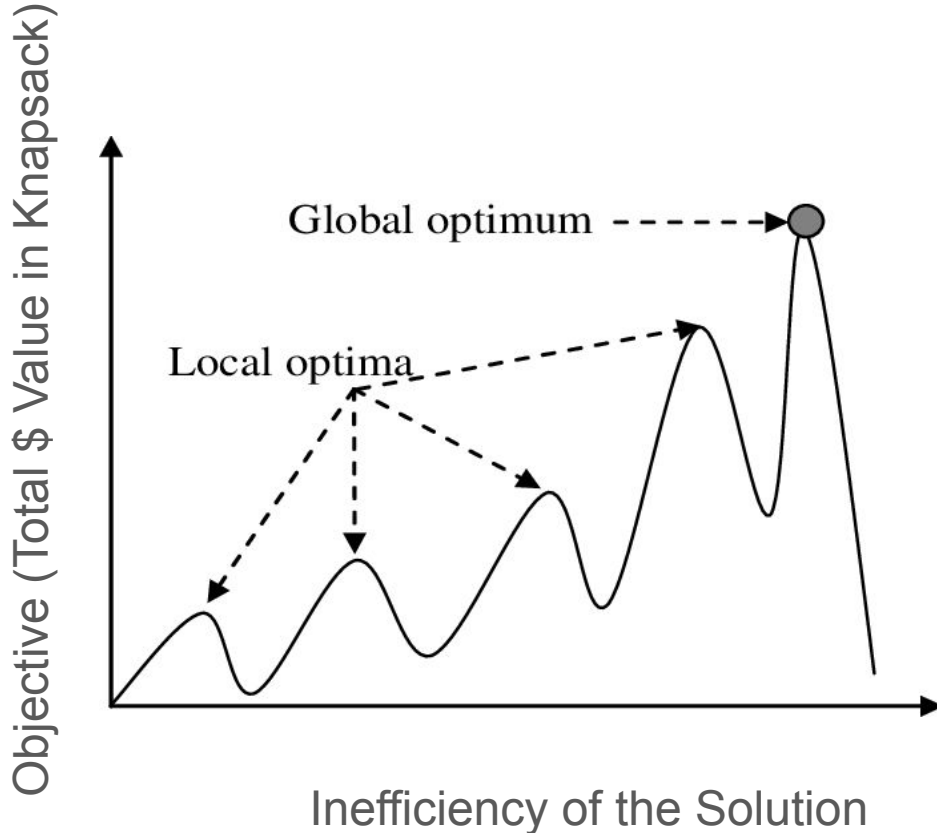 Objective (Total $ Value in Knapsack)
Global optimum
Local optima
Inefficiency of the Solution